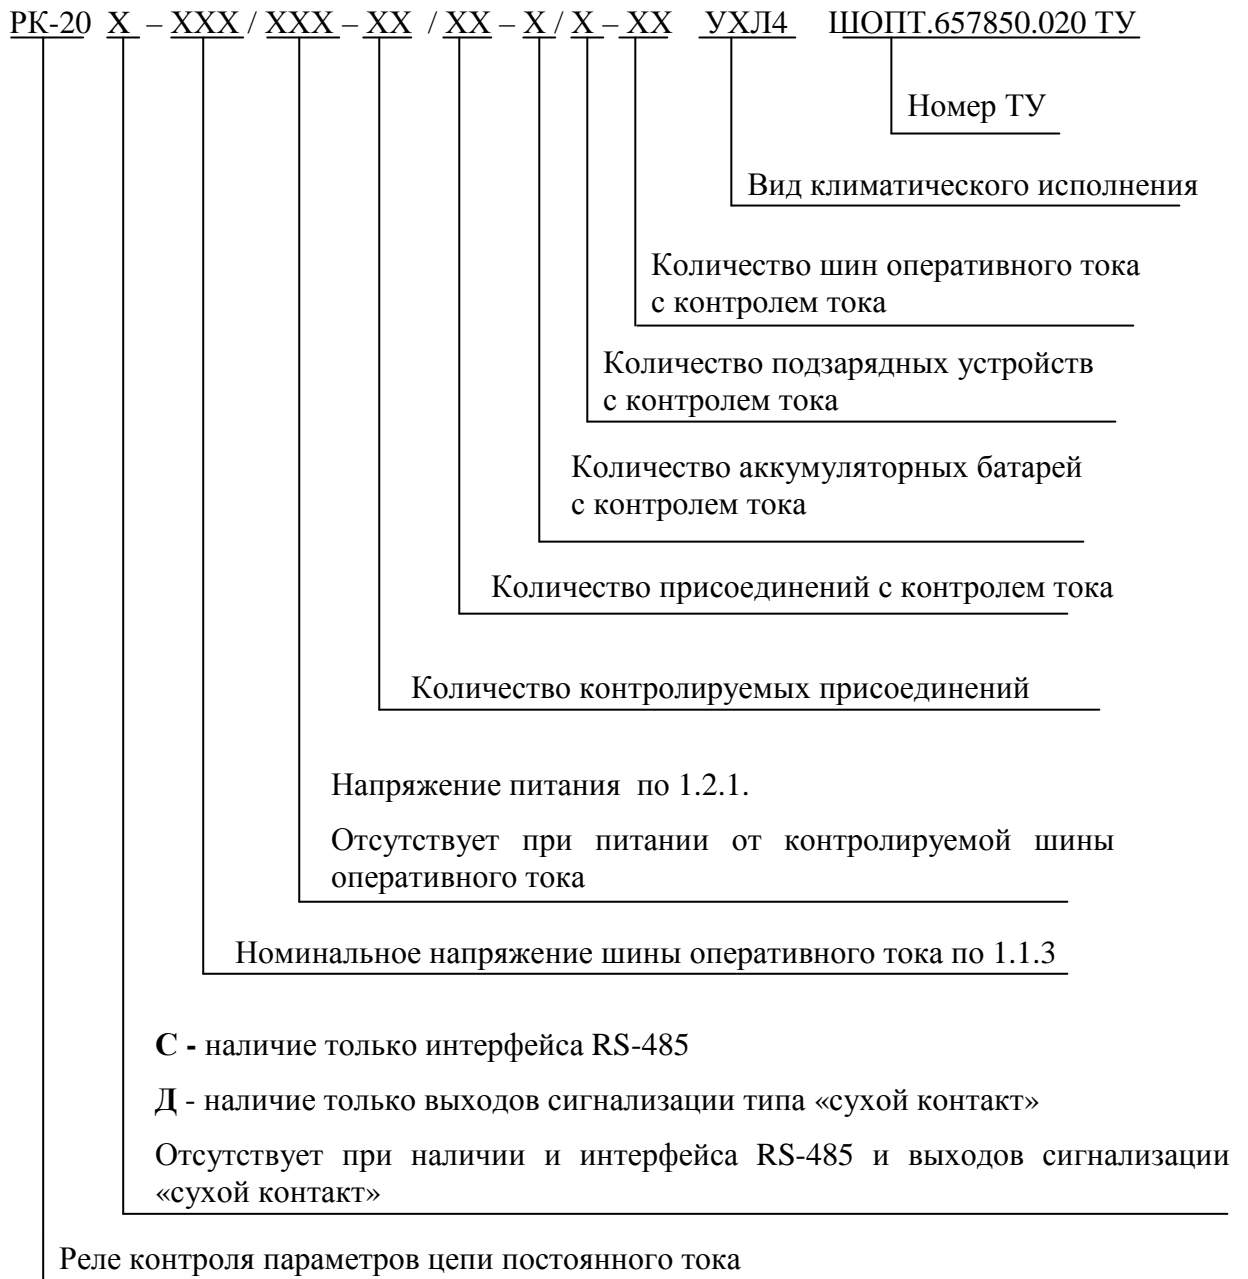 РК-20 Х – ХХХ / ХХХ – ХХ / ХХ – Х / Х – ХХ УХЛ4 ШОПТ.657850.020 ТУ
Номер ТУ
Вид климатического исполнения
Количество шин оперативного тока
с контролем тока
Количество подзарядных устройств
с контролем тока
Количество аккумуляторных батарей
с контролем тока
Количество присоединений с контролем тока
Количество контролируемых присоединений
Напряжение питания по 1.2.1.
Отсутствует при питании от контролируемой шины
оперативного тока
Номинальное напряжение шины оперативного тока по 1.1.3
С - наличие только интерфейса RS-485
Д - наличие только выходов сигнализации типа «сухой контакт»
Отсутствует при наличии и интерфейса RS-485 и выходов сигнализации
«сухой контакт»
Реле контроля параметров цепи постоянного тока